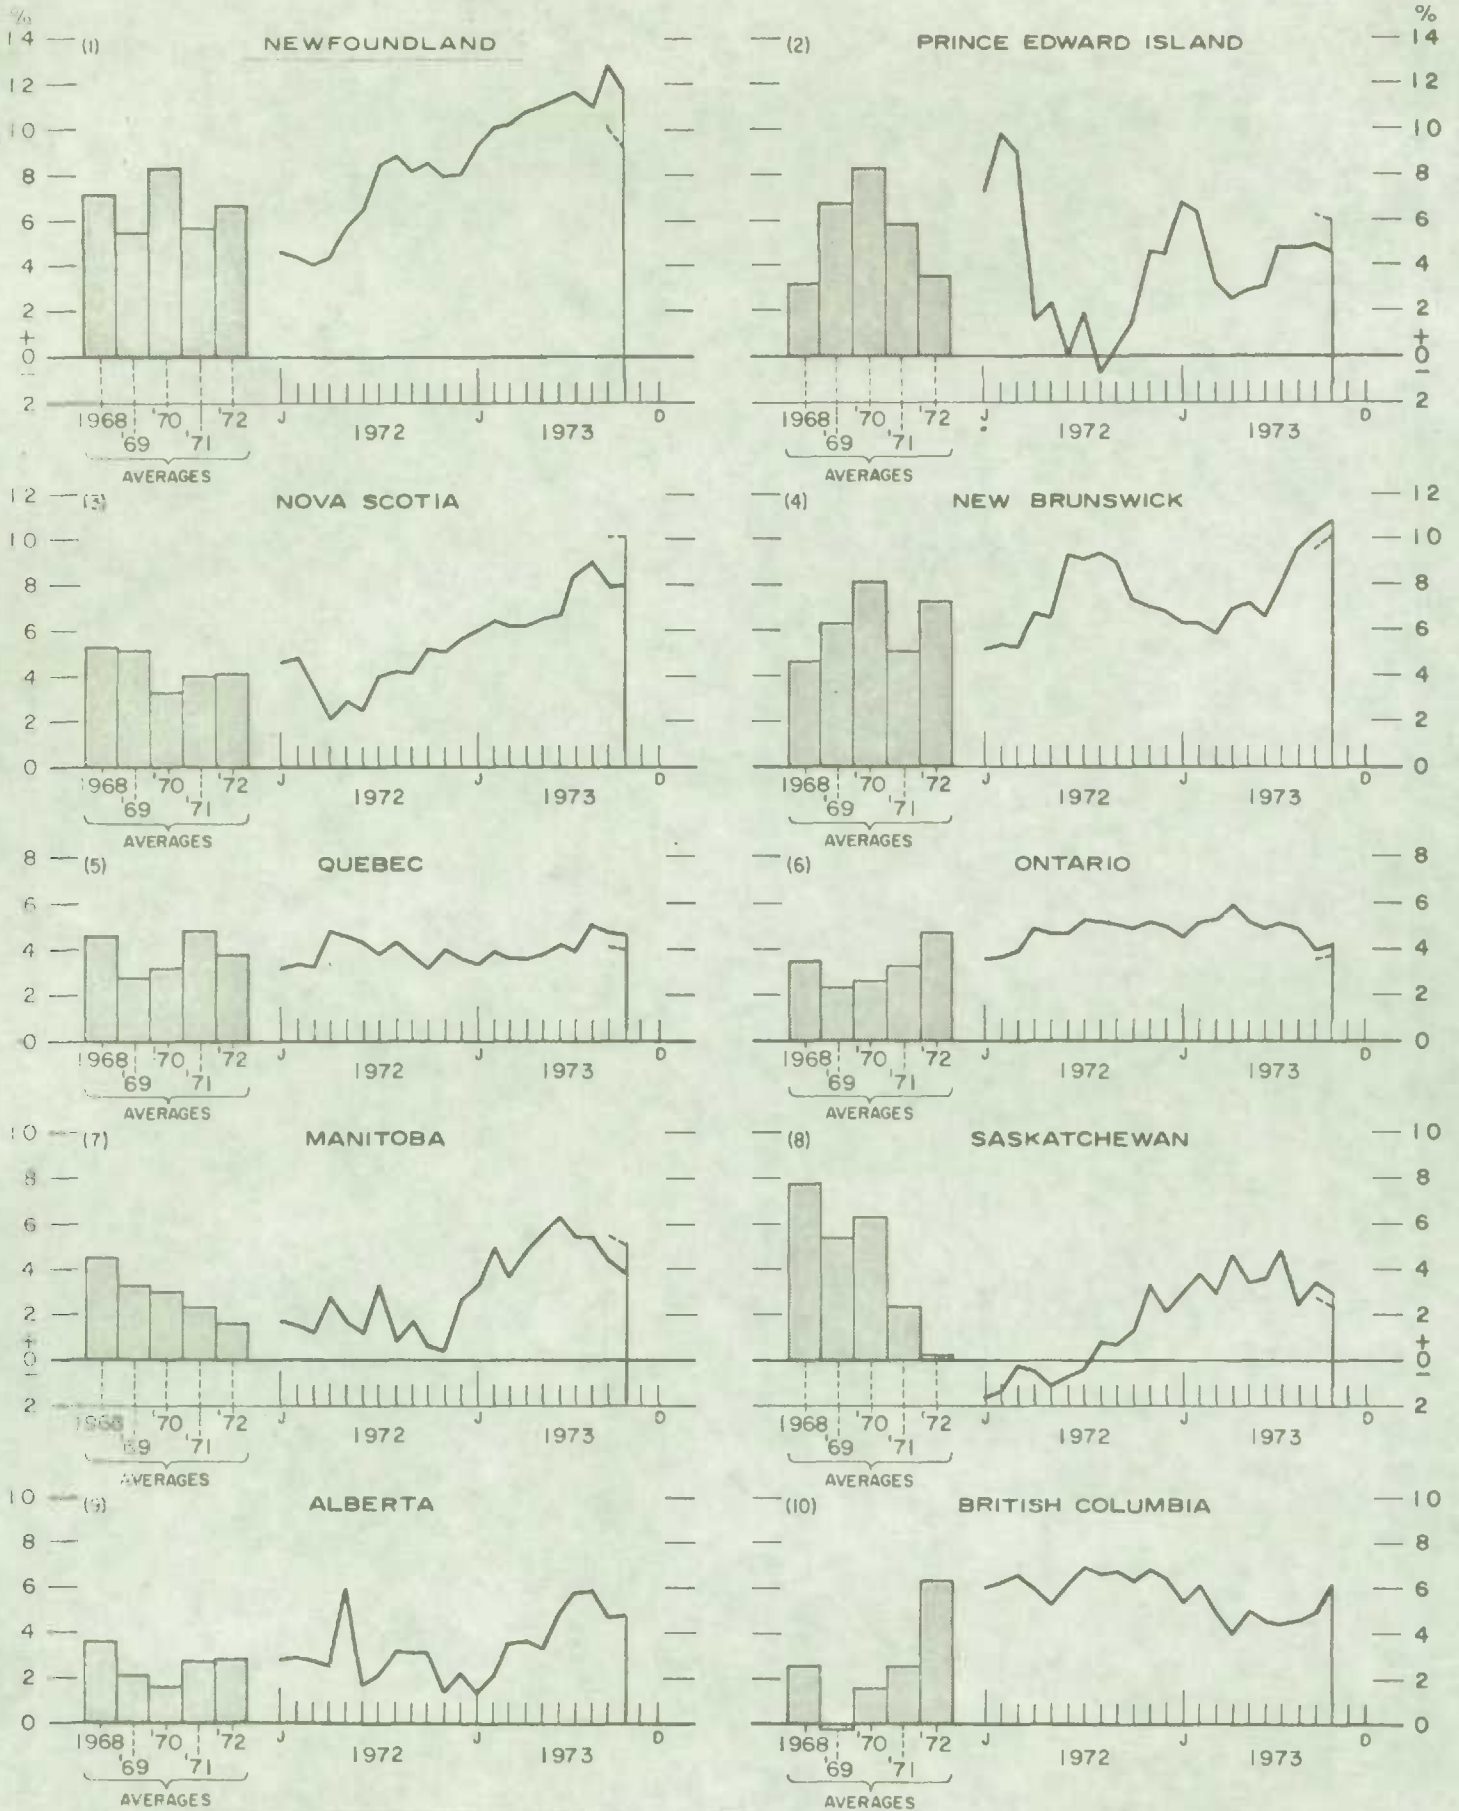 %
14
12
10
8
6
4
2
+
0
−
2
(1) NEWFOUNDLAND
1968 '69 '70 '71 '72
AVERAGES
J 1972 J 1973 D
(2) PRINCE EDWARD ISLAND
1968 '69 '70 '71 '72
AVERAGES
J 1972 J 1973 D
%
14
12
10
8
6
4
2
+
0
−
2
12
10
8
6
4
2
0
(3) NOVA SCOTIA
1968 '69 '70 '71 '72
AVERAGES
J 1972 J 1973 D
(4) NEW BRUNSWICK
1968 '69 '70 '71 '72
AVERAGES
J 1972 J 1973 D
12
10
8
6
4
2
0
8
6
4
2
0
(5) QUEBEC
1968 '69 '70 '71 '72
AVERAGES
J 1972 J 1973 D
(6) ONTARIO
1968 '69 '70 '71 '72
AVERAGES
J 1972 J 1973 D
8
6
4
2
0
10
8
6
4
2
+
0
−
2
(7) MANITOBA
1968 '69 '70 '71 '72
AVERAGES
J 1972 J 1973 D
(8) SASKATCHEWAN
1968 '69 '70 '71 '72
AVERAGES
J 1972 J 1973 D
10
8
6
4
2
+
0
−
2
10
8
6
4
2
0
(9) ALBERTA
1968 '69 '70 '71 '72
AVERAGES
J 1972 J 1973 D
(10) BRITISH COLUMBIA
1968 '69 '70 '71 '72
AVERAGES
J 1972 J 1973 D
10
8
6
4
2
0